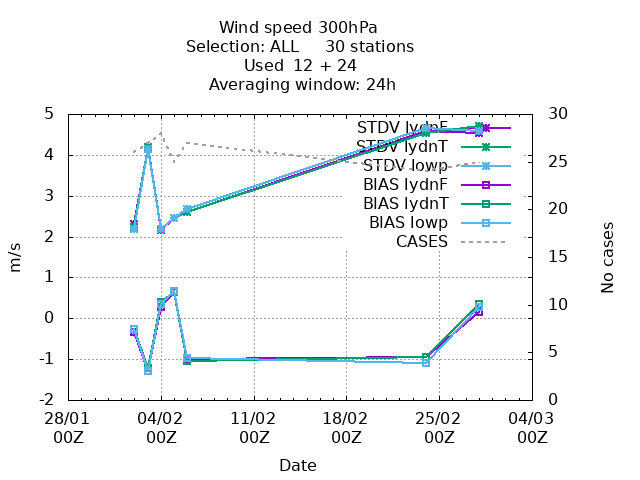 Wind speed 300hPa
Selection: ALL     30 stations
Used  12 + 24
Averaging window: 24h
5
4
3
2
1
0
-1
-2
m/s
30
25
20
15
10
5
0
No cases
STDV lydnF
STDV lydnT
STDV lowp
BIAS lydnF
BIAS lydnT
BIAS lowp
CASES
28/01 04/02 11/02 18/02 25/02 04/03
00Z 00Z 00Z 00Z 00Z 00Z
Date